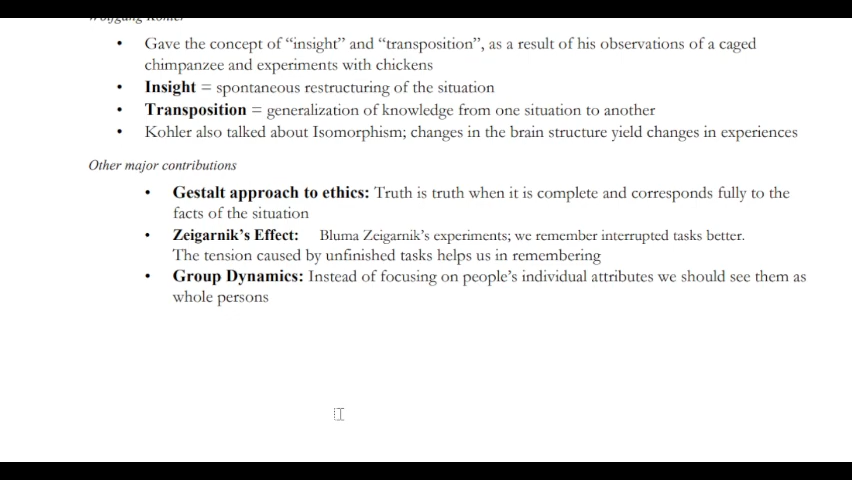 Wolfgang Kohler
• Gave the concept of “insight” and “transposition”, as a result of his observations of a caged
chimpanzee and experiments with chickens
• Insight = spontaneous restructuring of the situation
• Transposition = generalization of knowledge from one situation to another
• Kohler also talked about Isomorphism; changes in the brain structure yield changes in experiences
Other major contributions
• Gestalt approach to ethics: Truth is truth when it is complete and corresponds fully to the
facts of the situation
• Zeigarnik’s Effect: Bluma Zeigarnik’s experiments; we remember interrupted tasks better.
The tension caused by unfinished tasks helps us in remembering
• Group Dynamics: Instead of focusing on people’s individual attributes we should see them as
whole persons